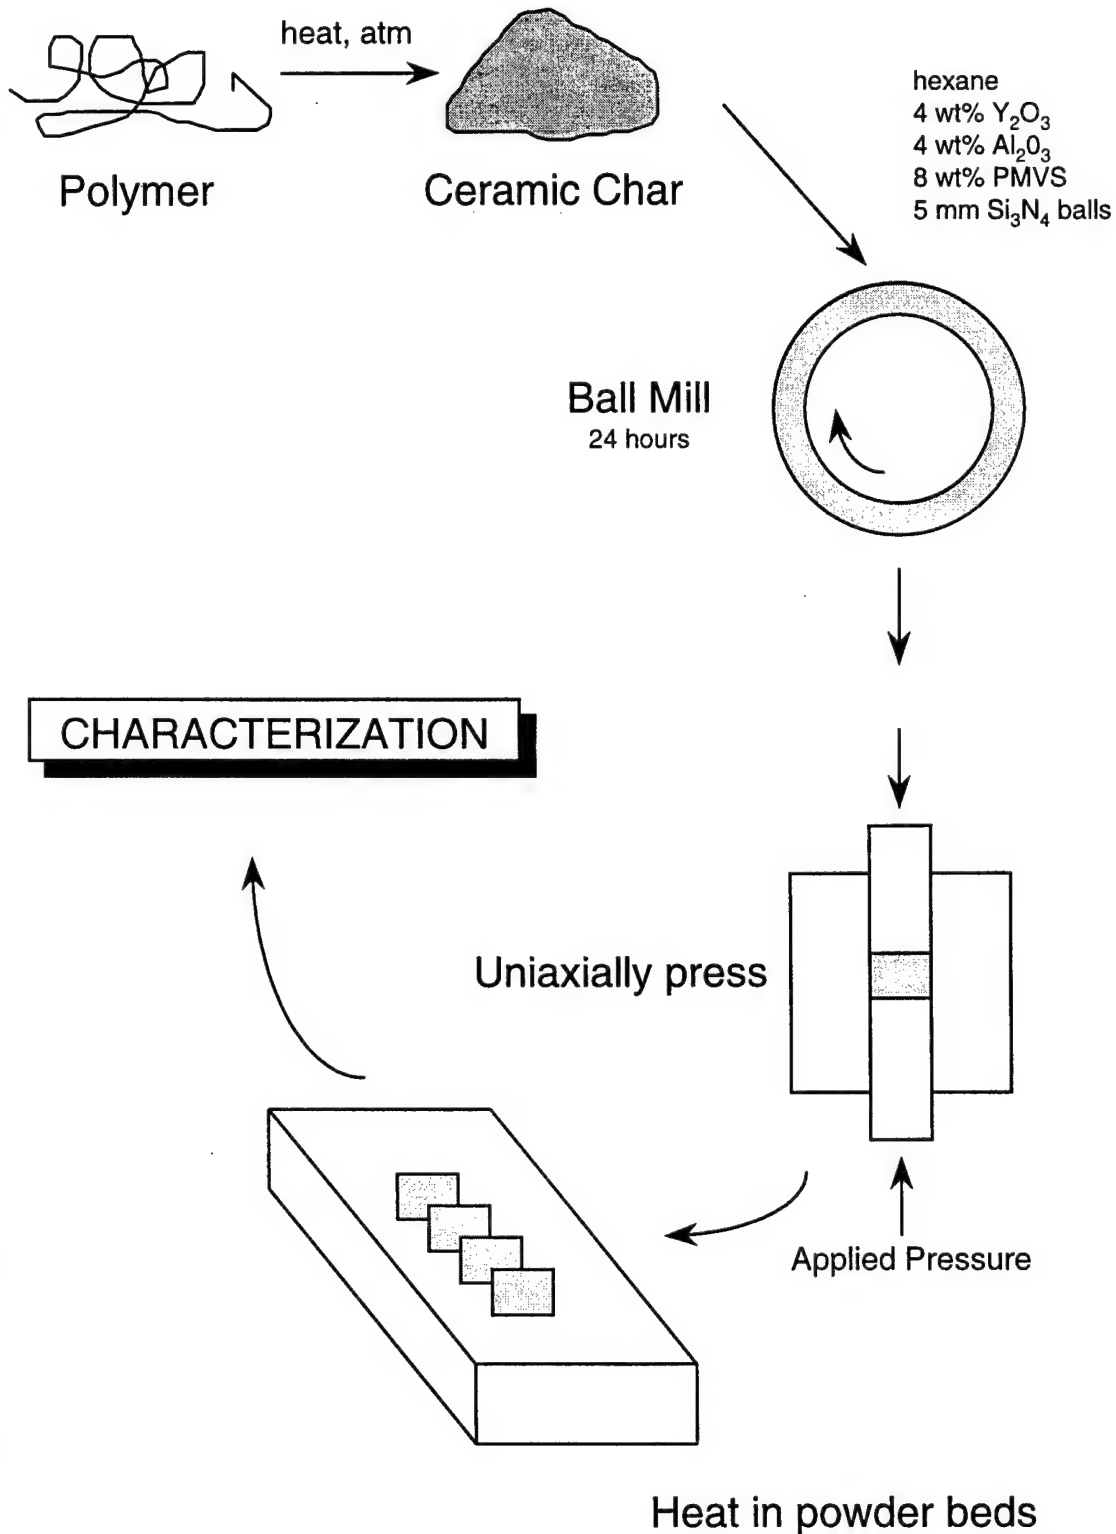 heat, atm
Polymer
Ceramic Char
hexane
4 wt% Y₂O₃
4 wt% Al₂0₃
8 wt% PMVS
5 mm Si₃N₄ balls
Ball Mill
24 hours
CHARACTERIZATION
Uniaxially press
Applied Pressure
Heat in powder beds